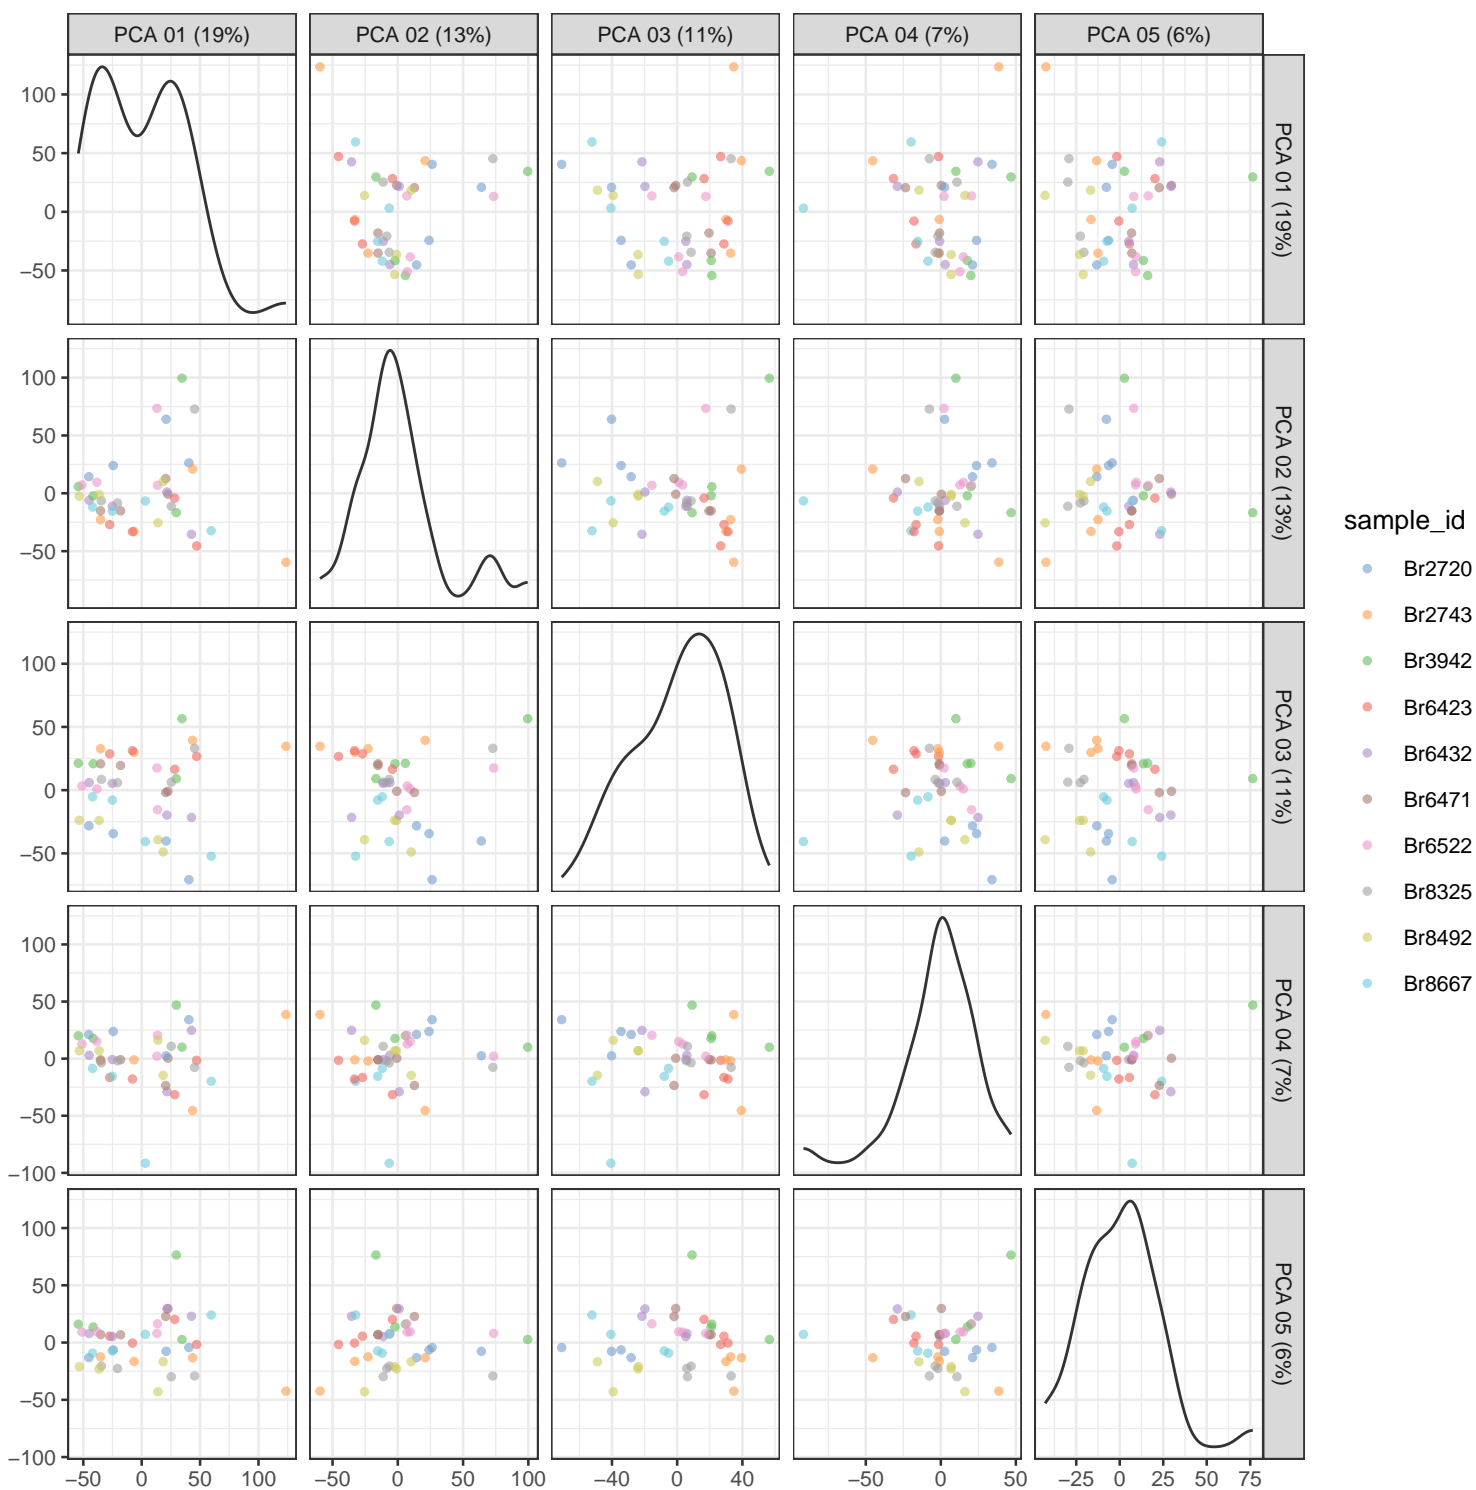 PCA 01 (19%) PCA 02 (13%) PCA 03 (11%) PCA 04 (7%) PCA 05 (6%)
100
50
0
−50
PCA 01 (19%)
100
50
0
−50
PCA 02 (13%)
100
50
0
−50
PCA 03 (11%)
100
50
0
−50
−100
PCA 04 (7%)
100
50
0
−50
−100
PCA 05 (6%)
−50 0 50 100 −50 0 50 100 −40 0 40 −50 0 50 −25 0 25 50 75
sample_id
Br2720
Br2743
Br3942
Br6423
Br6432
Br6471
Br6522
Br8325
Br8492
Br8667